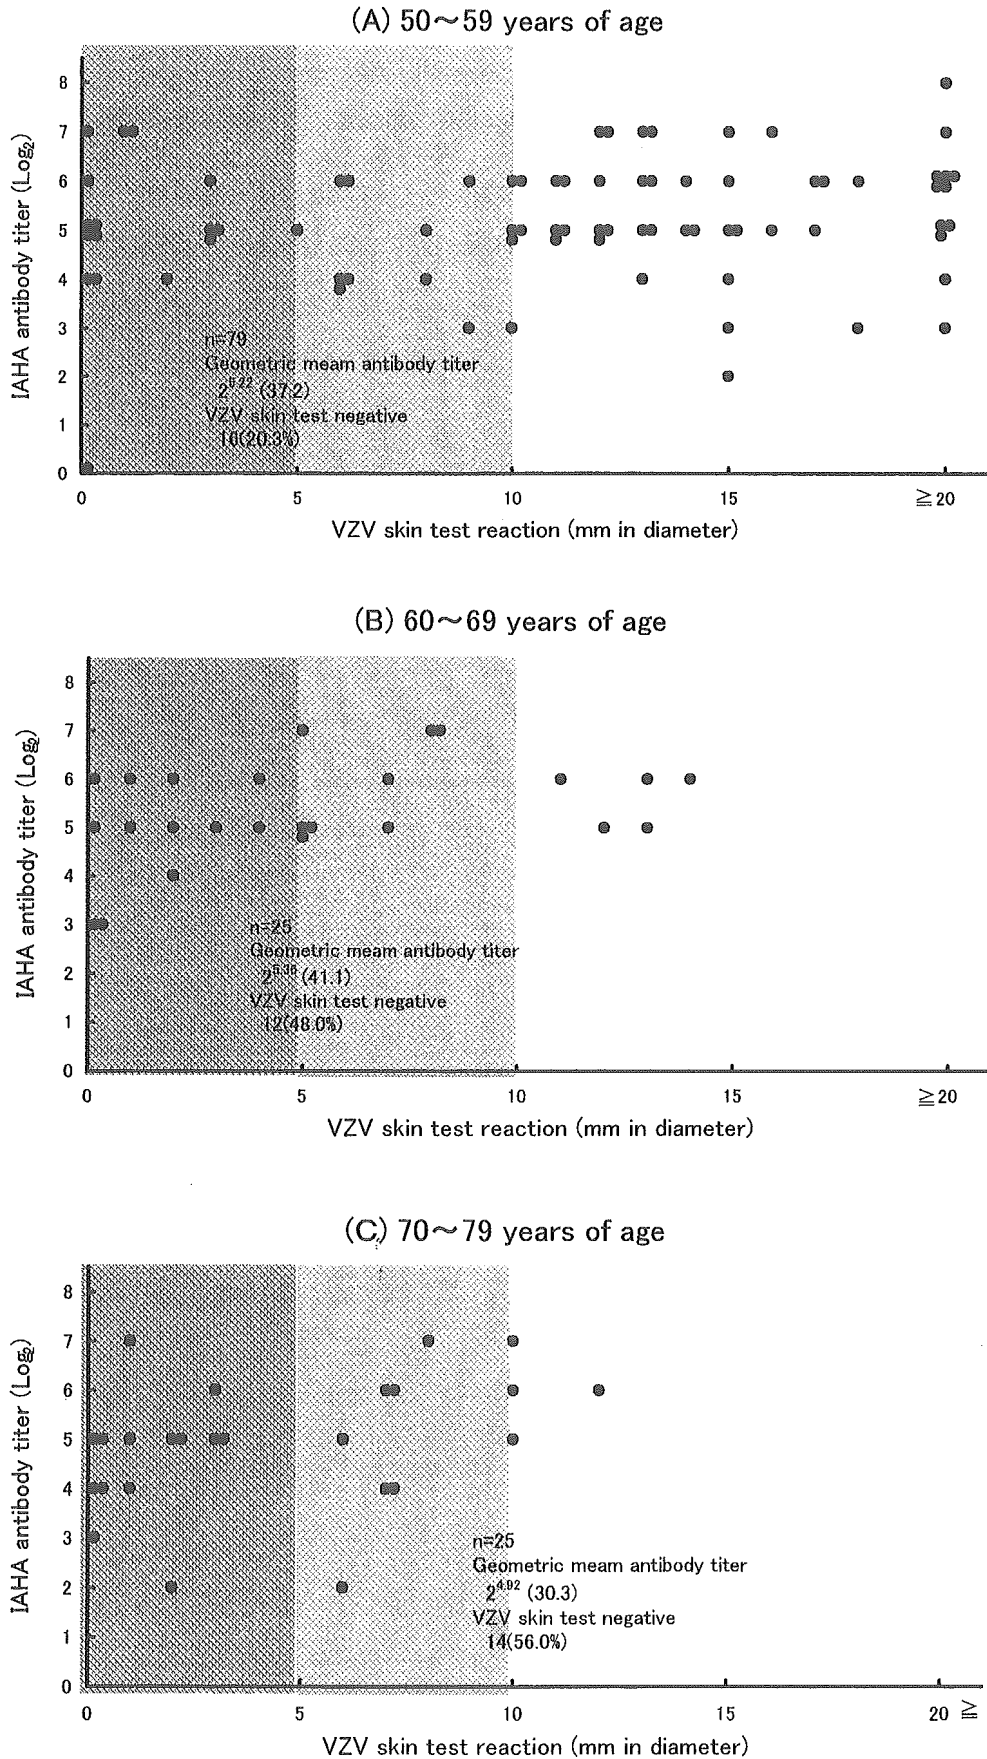 (A) 50～59 years of age
IAHA antibody titer (Log2)
8
7
6
5
4
3
2
1
0
n=79
Geometric meam antibody titer
2^5.22 (37.2)
VZV skin test negative
16(20.3%)
0 5 10 15 ≧20
VZV skin test reaction (mm in diameter)
(B) 60～69 years of age
IAHA antibody titer (Log2)
8
7
6
5
4
3
2
1
0
n=25
Geometric meam antibody titer
2^5.36 (41.1)
VZV skin test negative
12(48.0%)
0 5 10 15 ≧20
VZV skin test reaction (mm in diameter)
(C) 70～79 years of age
IAHA antibody titer (Log2)
8
7
6
5
4
3
2
1
0
n=25
Geometric meam antibody titer
2^4.92 (30.3)
VZV skin test negative
14(56.0%)
0 5 10 15 20 ≧
VZV skin test reaction (mm in diameter)